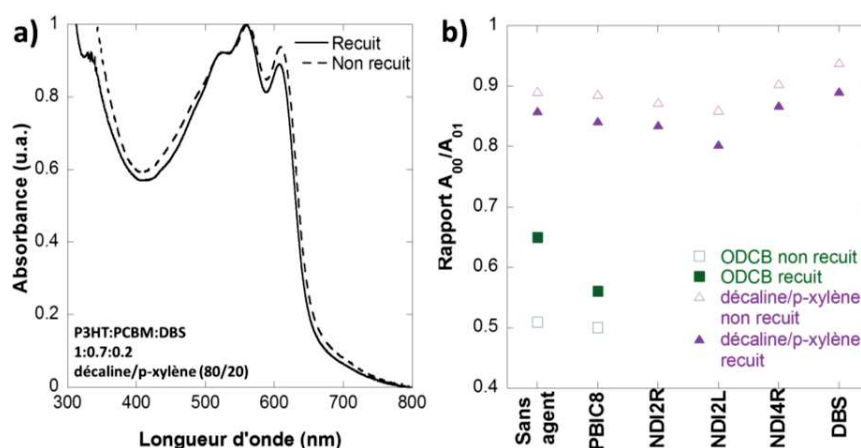 a)
Absorbance (u.a.)
1
0.8
0.6
0.4
0.2
0
Recuit
Non recuit
P3HT:PCBM:DBS
1:0.7:0.2
décaline/p-xylène (80/20)
300 400 500 600 700 800
Longueur d'onde (nm)
b)
Rapport A00/A01
1
0.9
0.8
0.7
0.6
0.5
0.4
ODCB non recuit
ODCB recuit
décaline/p-xylène
non recuit
décaline/p-xylène
recuit
Sans
agent
PBIC8
NDI2R
NDI2L
NDI4R
DBS